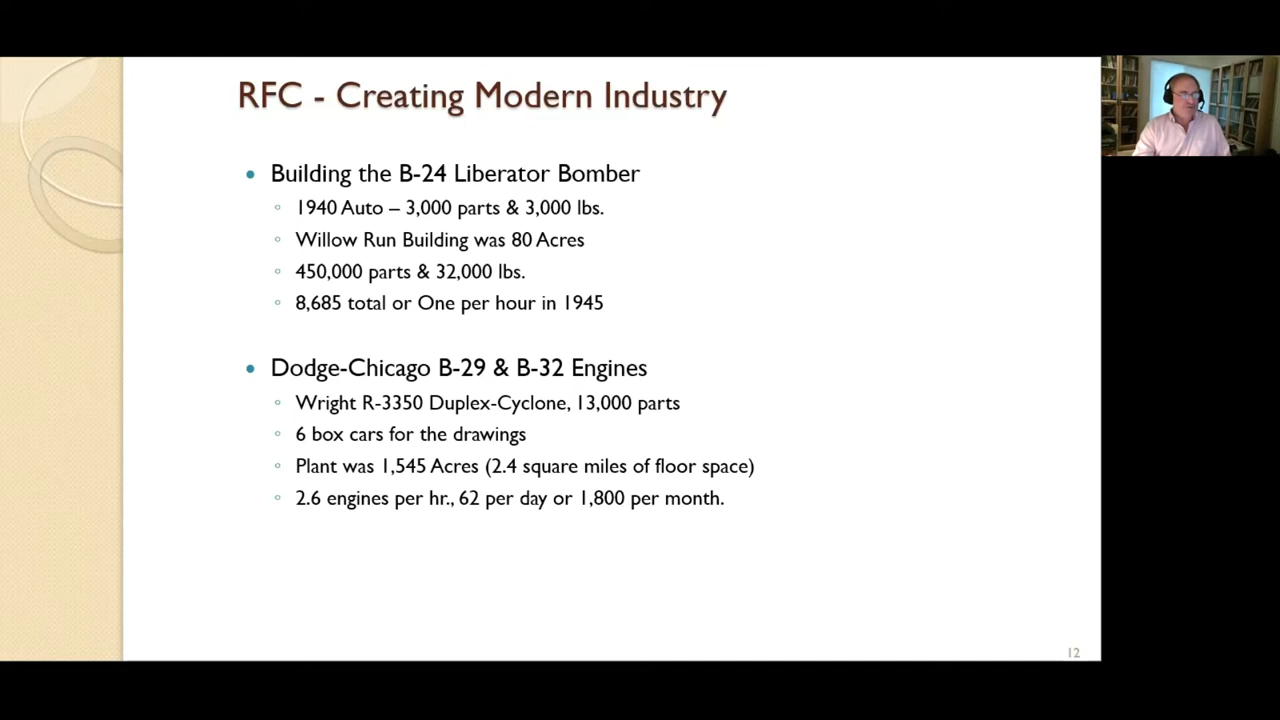 RFC - Creating Modern Industry
• Building the B-24 Liberator Bomber
◦ 1940 Auto – 3,000 parts & 3,000 lbs.
◦ Willow Run Building was 80 Acres
◦ 450,000 parts & 32,000 lbs.
◦ 8,685 total or One per hour in 1945
• Dodge-Chicago B-29 & B-32 Engines
◦ Wright R-3350 Duplex-Cyclone, 13,000 parts
◦ 6 box cars for the drawings
◦ Plant was 1,545 Acres (2.4 square miles of floor space)
◦ 2.6 engines per hr., 62 per day or 1,800 per month.
12